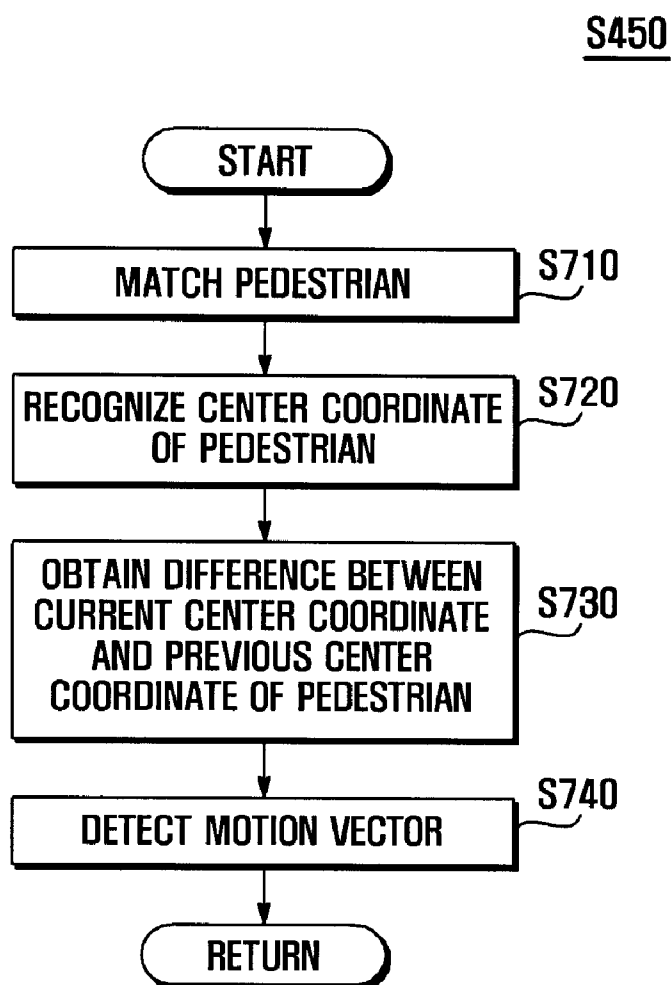 S450
START
MATCH PEDESTRIAN
S710
RECOGNIZE CENTER COORDINATE
OF PEDESTRIAN
S720
OBTAIN DIFFERENCE BETWEEN
CURRENT CENTER COORDINATE
AND PREVIOUS CENTER
COORDINATE OF PEDESTRIAN
S730
DETECT MOTION VECTOR
S740
RETURN